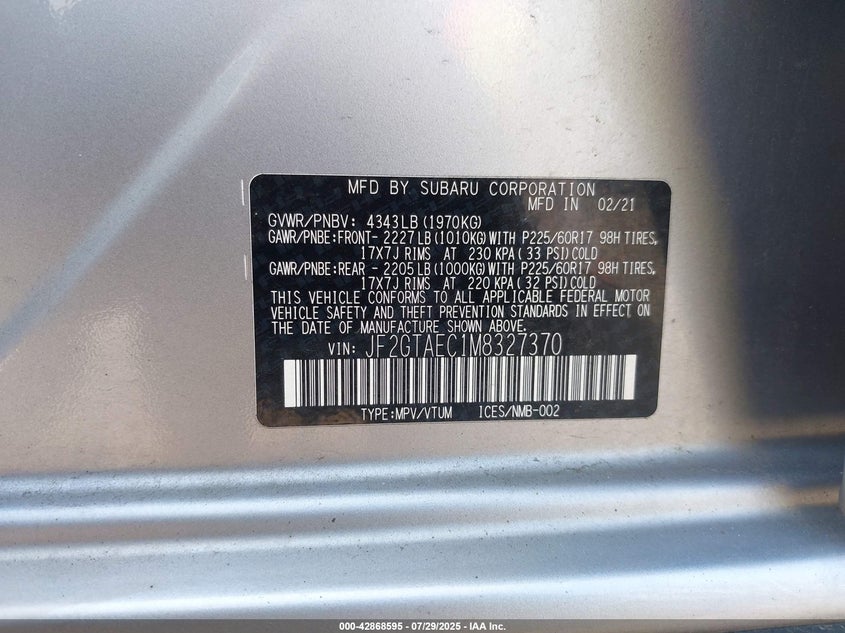 MFD BY SUBARU CORPORATION
MFD IN 02/21
GVWR/PNBV: 4343LB (1970KG)
GAWR/PNBE:FRONT- 2227LB (1010KG) WITH P225/60R17 98H TIRES,
17X7J RIMS AT 230 KPA( 33 PSI) COLD
GAWR/PNBE:REAR - 2205LB (1000KG) WITH P225/60R17 98H TIRES,
17X7J RIMS AT 220 KPA( 32 PSI) COLD
THIS VEHICLE CONFORMS TO ALL APPLICABLE FEDERAL MOTOR
VEHICLE SAFETY AND THEFT PREVENTION STANDARDS IN EFFECT ON
THE DATE OF MANUFACTURE SHOWN ABOVE.
VIN: JF2GTAEC1M8327370
TYPE:MPV/VTUM ICES/NMB-002
000-42868595 - 07/29/2025 - IAA Inc.